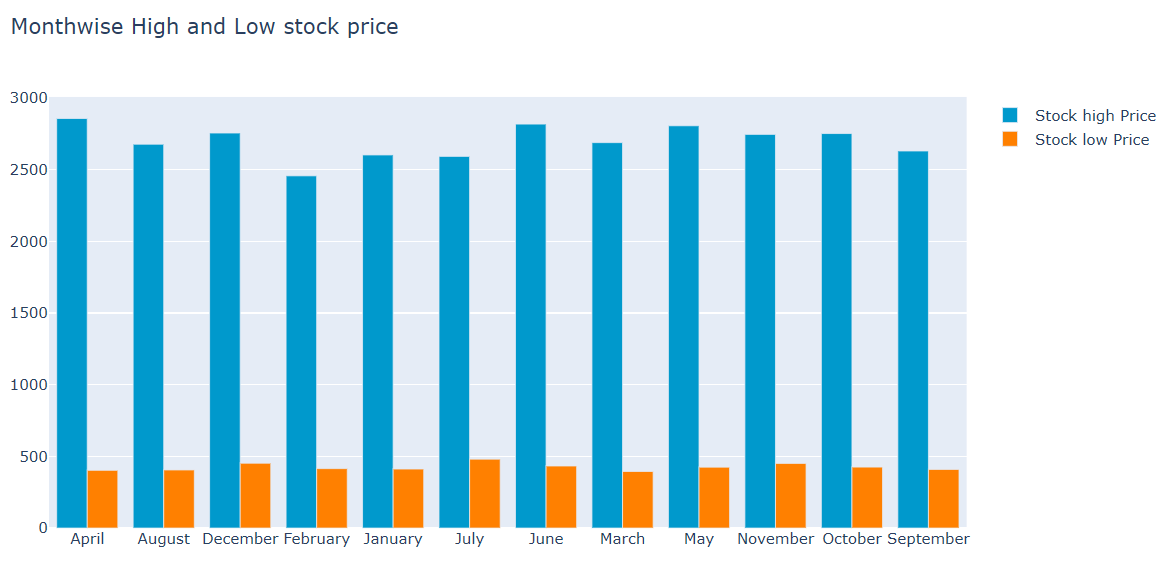 Monthwise High and Low stock price
Stock high Price
Stock low Price
3000
2500
2000
1500
1000
500
0
April August December February January July June March May November October September